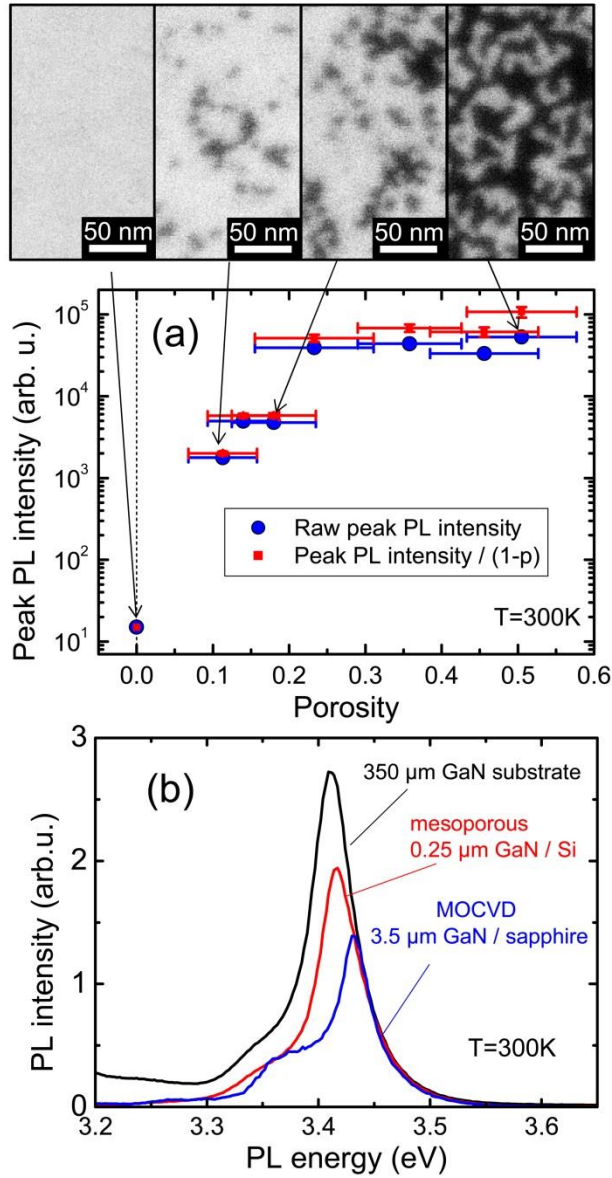 50 nm 50 nm 50 nm 50 nm
(a)
10⁵
10⁴
10³
10²
10¹
Peak PL intensity (arb. u.)
Raw peak PL intensity
Peak PL intensity / (1-p)
T=300K
0.0 0.1 0.2 0.3 0.4 0.5 0.6
Porosity
(b)
3
2
1
0
PL intensity (arb.u.)
350 µm GaN substrate
mesoporous
0.25 µm GaN / Si
MOCVD
3.5 µm GaN / sapphire
T=300K
3.2 3.3 3.4 3.5 3.6
PL energy (eV)